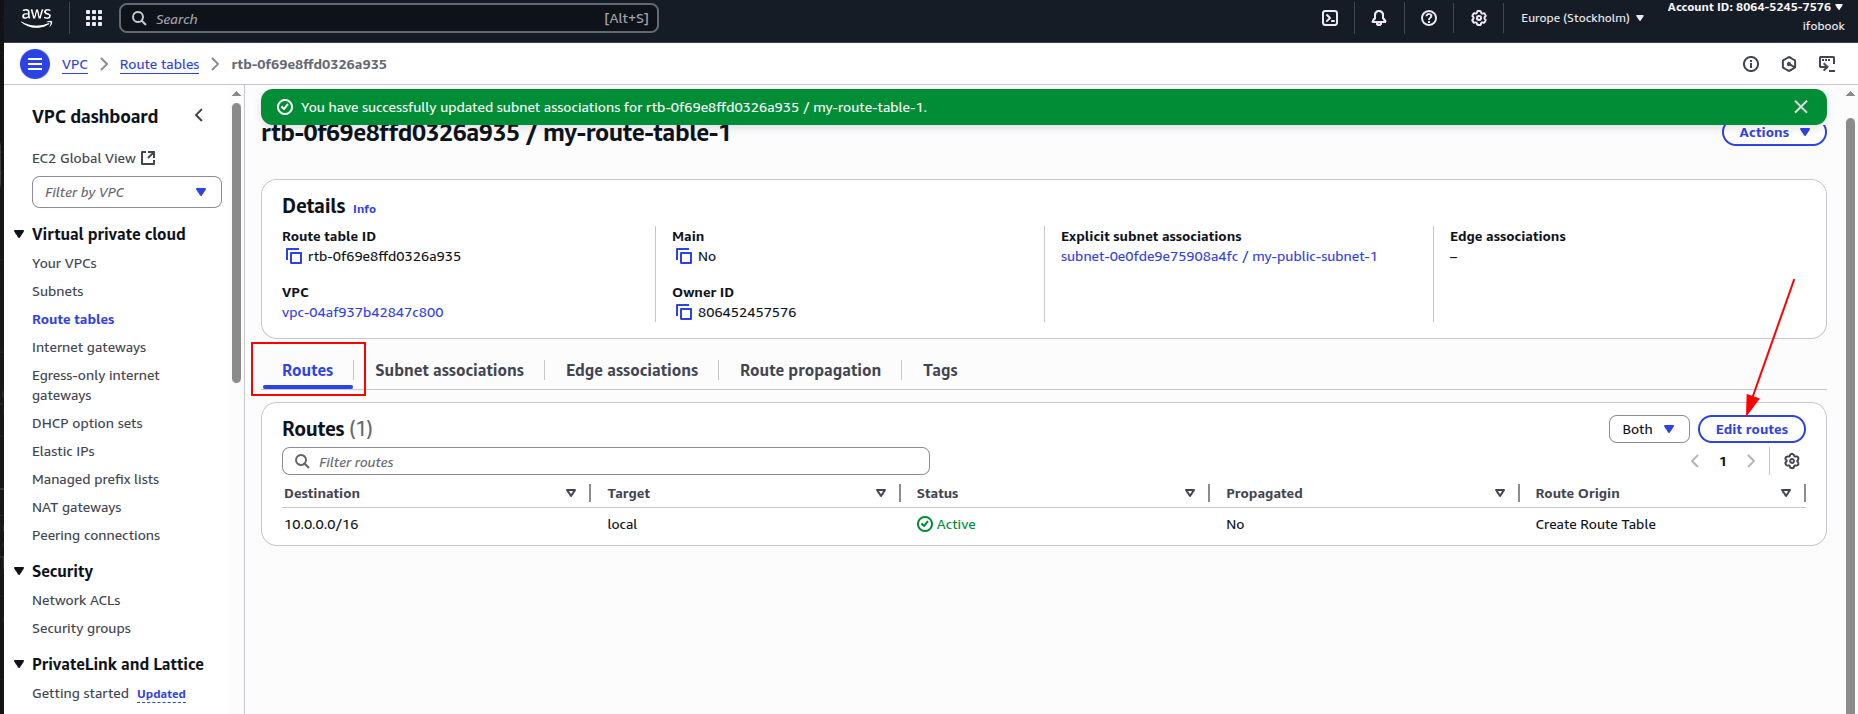 aws
Search [Alt+S]
Europe (Stockholm)
Account ID: 8064-5245-7576
ifobook
VPC
Route tables
rtb-0f69e8ffd0326a935
VPC dashboard
EC2 Global View
Filter by VPC
Virtual private cloud
Your VPCs
Subnets
Route tables
Internet gateways
Egress-only internet
gateways
DHCP option sets
Elastic IPs
Managed prefix lists
NAT gateways
Peering connections
Security
Network ACLs
Security groups
PrivateLink and Lattice
Getting started Updated
You have successfully updated subnet associations for rtb-0f69e8ffd0326a935 / my-route-table-1.
rtb-0f69e8ffd0326a935 / my-route-table-1
Actions
Details Info
Route table ID
rtb-0f69e8ffd0326a935
VPC
vpc-04af937b42847c800
Main
No
Owner ID
806452457576
Explicit subnet associations
subnet-0e0fde9e75908a4fc / my-public-subnet-1
Edge associations
–
Routes
Subnet associations
Edge associations
Route propagation
Tags
Routes (1)
Both
Edit routes
Filter routes
1
Destination Target Status Propagated Route Origin
10.0.0.0/16 local Active No Create Route Table